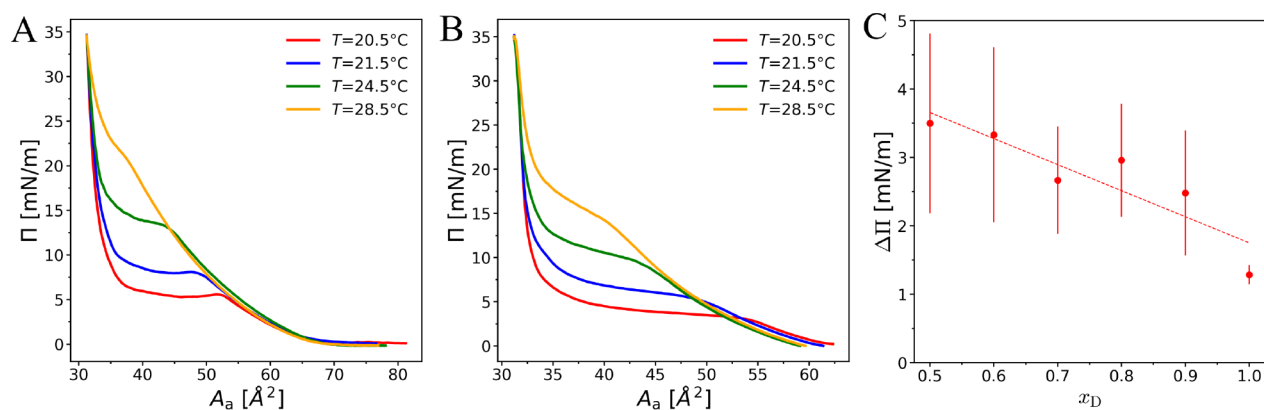 A
T=20.5°C
T=21.5°C
T=24.5°C
T=28.5°C
35
30
25
20
15
10
5
0
Π [mN/m]
30 40 50 60 70 80
Aₐ [Å²]
B
T=20.5°C
T=21.5°C
T=24.5°C
T=28.5°C
35
30
25
20
15
10
5
0
Π [mN/m]
30 35 40 45 50 55 60
Aₐ [Å²]
C
5
4
3
2
1
0
ΔΠ [mN/m]
0.5 0.6 0.7 0.8 0.9 1.0
x_D